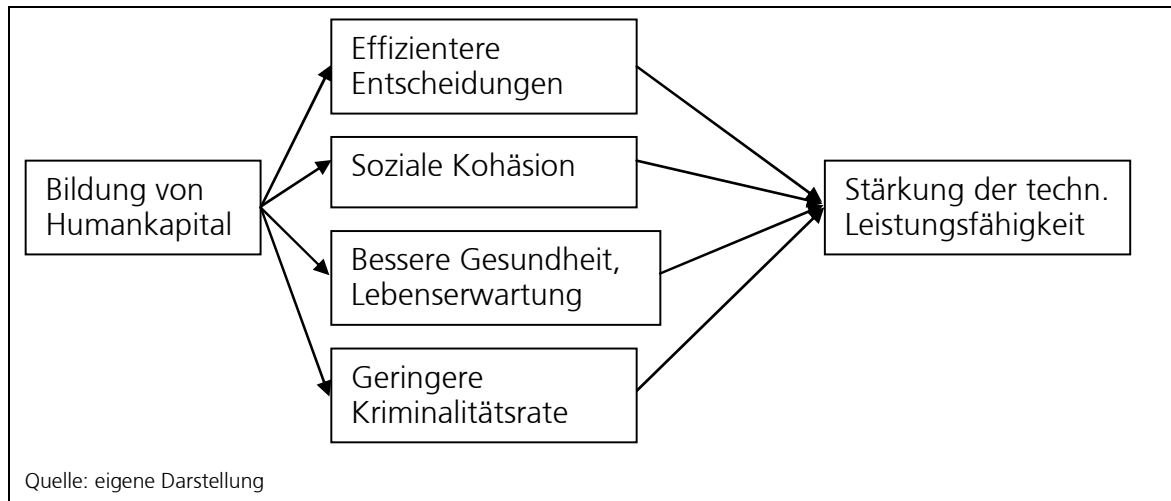 Bildung von
Humankapital
Effizientere
Entscheidungen
Soziale Kohäsion
Bessere Gesundheit,
Lebenserwartung
Geringere
Kriminalitätsrate
Stärkung der techn.
Leistungsfähigkeit
Quelle: eigene Darstellung